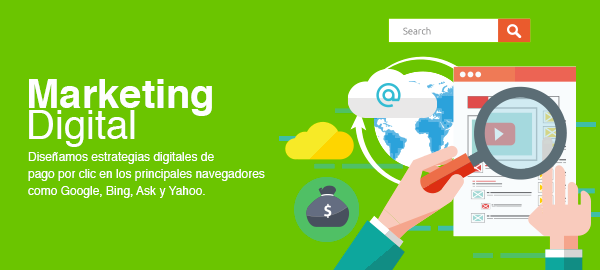 Search
Marketing
Digital
Diseñamos estrategias digitales de
pago por clic en los principales navegadores
como Google, Bing, Ask y Yahoo.
@
$